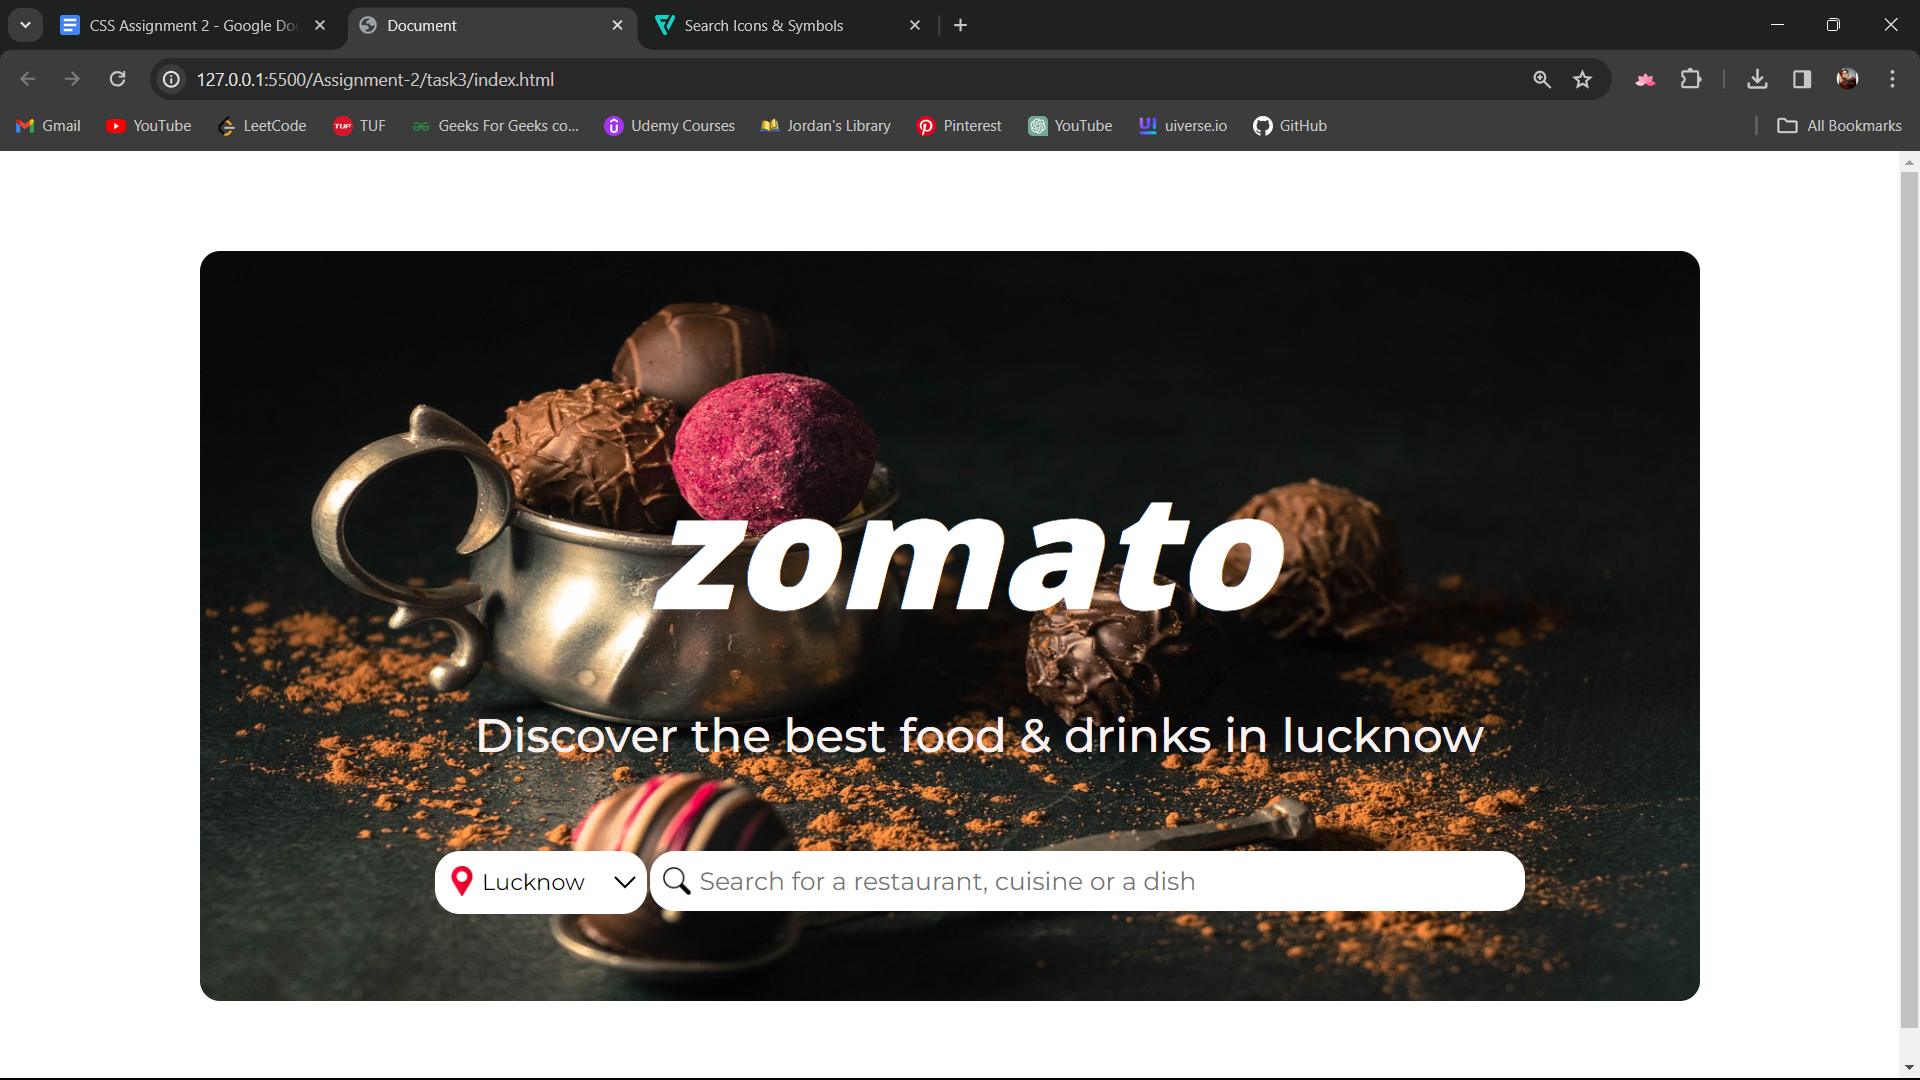 CSS Assignment 2 - Google Do
Document
Search Icons & Symbols
127.0.0.1:5500/Assignment-2/task3/index.html
Gmail
YouTube
LeetCode
TUF
TUF
Geeks For Geeks co...
Udemy Courses
Jordan's Library
Pinterest
YouTube
uiverse.io
GitHub
All Bookmarks
zomato
Discover the best food & drinks in lucknow
Lucknow
Search for a restaurant, cuisine or a dish